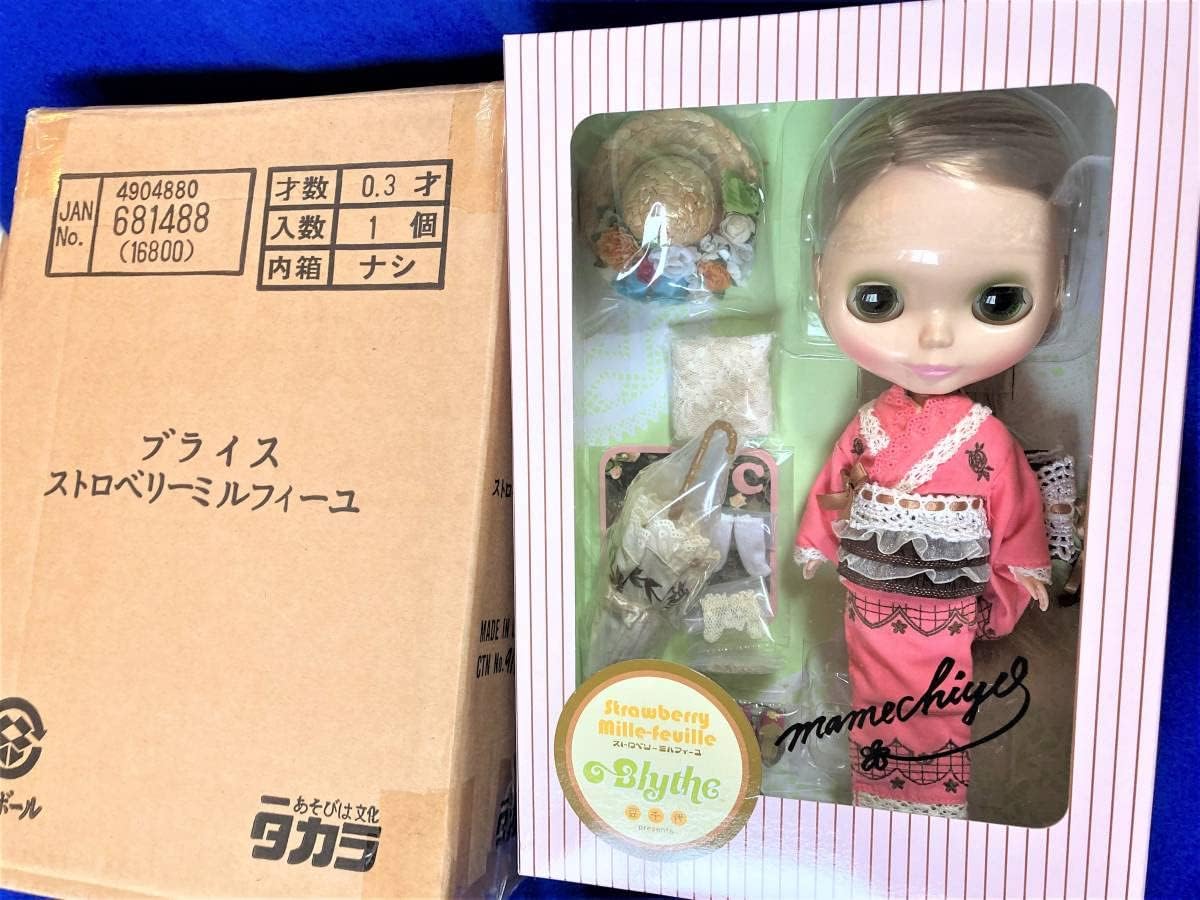 JAN No.
4904880
681488
(16800)
才数 0.3 才
入数 1 個
内箱 ナシ
ブライス
ストロベリーミルフィーユ
MADE IN
CTN No.
ボール
あそびは文化
タカラ
C
Strawberry
Mille-feuille
ストロベリーミルフィーユ
Blythe
豆千代
presents
mamechiyo